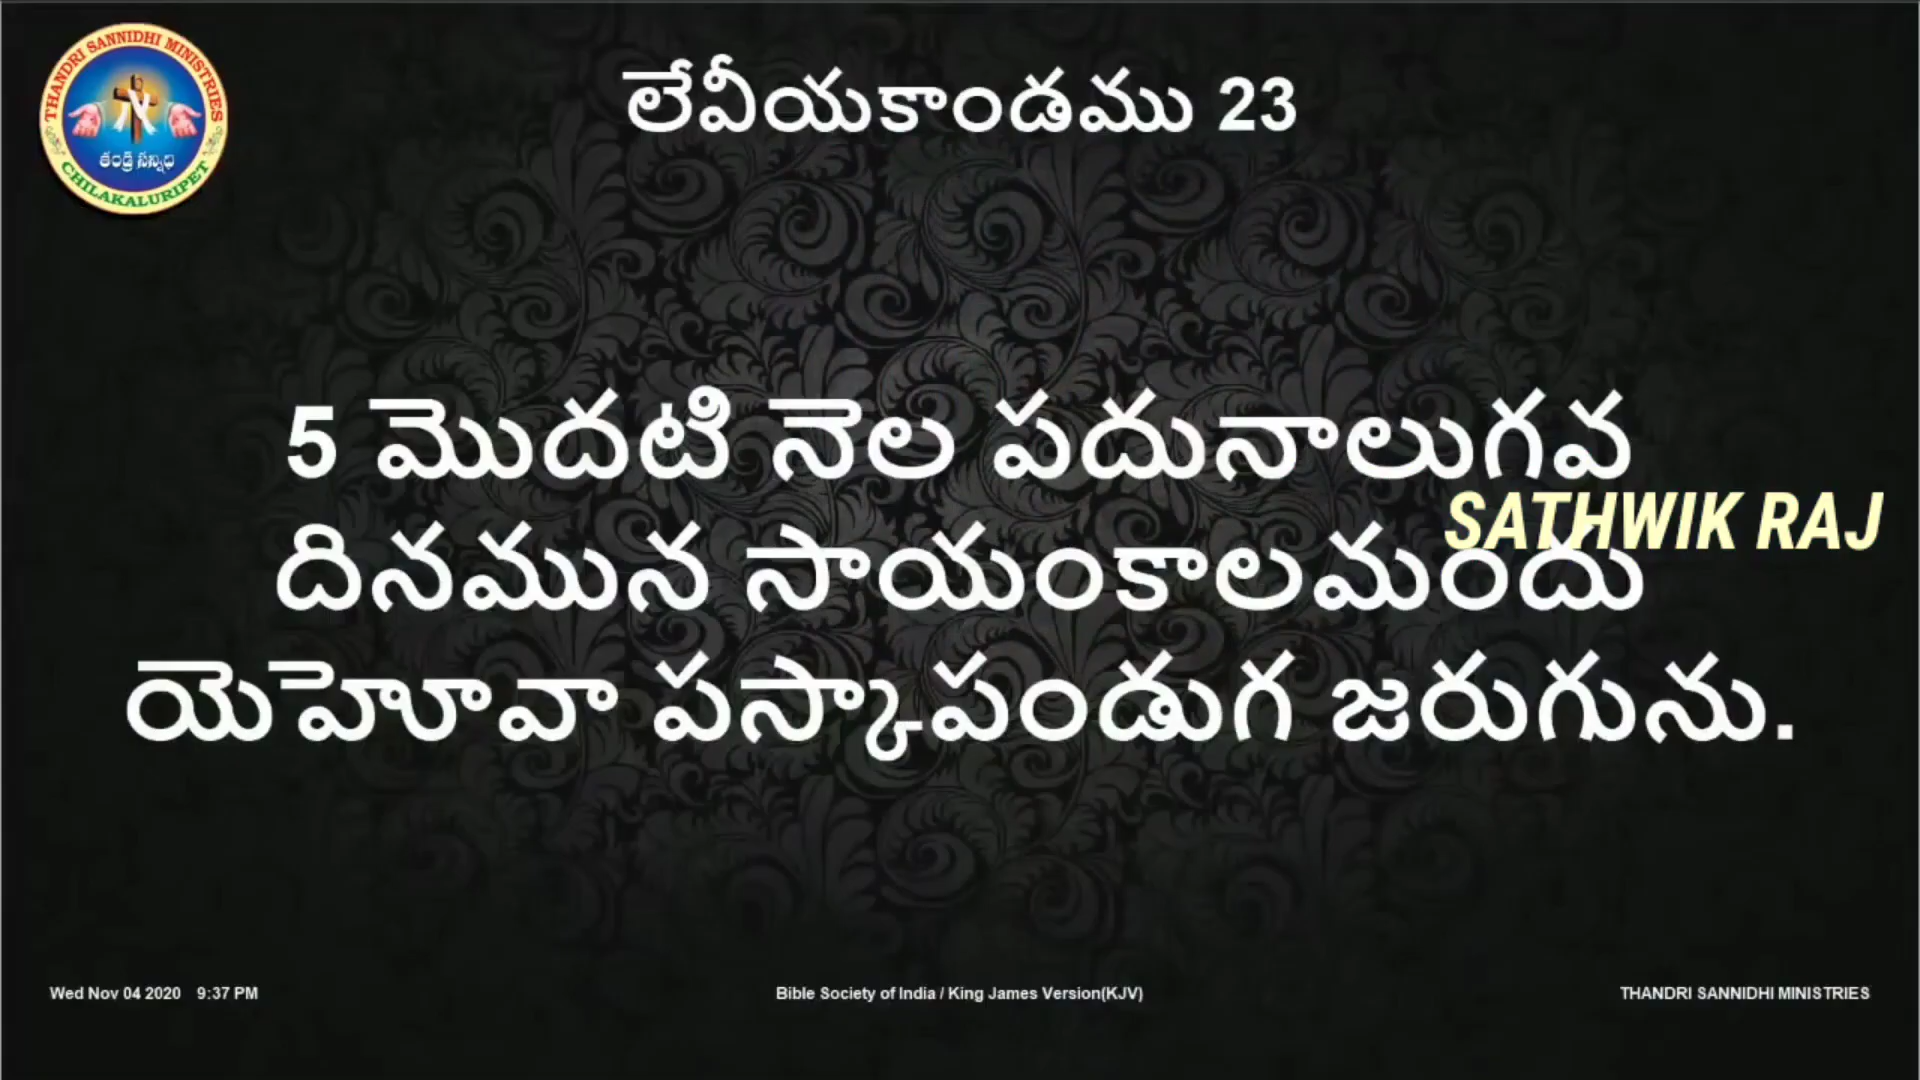 THANDRI SANNIDHI MINISTRIES
తండ్రి సన్నిధి
CHILAKALURIPET
లేవీయకాండము 23
5 మొదటి నెల పదునాలుగవ
SATHWIK RAJ
దినమున సాయంకాలమందు
యెహెూవా పస్కాపండుగ జరుగును.
Wed Nov 04 2020 9:37 PM
Bible Society of India / King James Version(KJV)
THANDRI SANNIDHI MINISTRIES